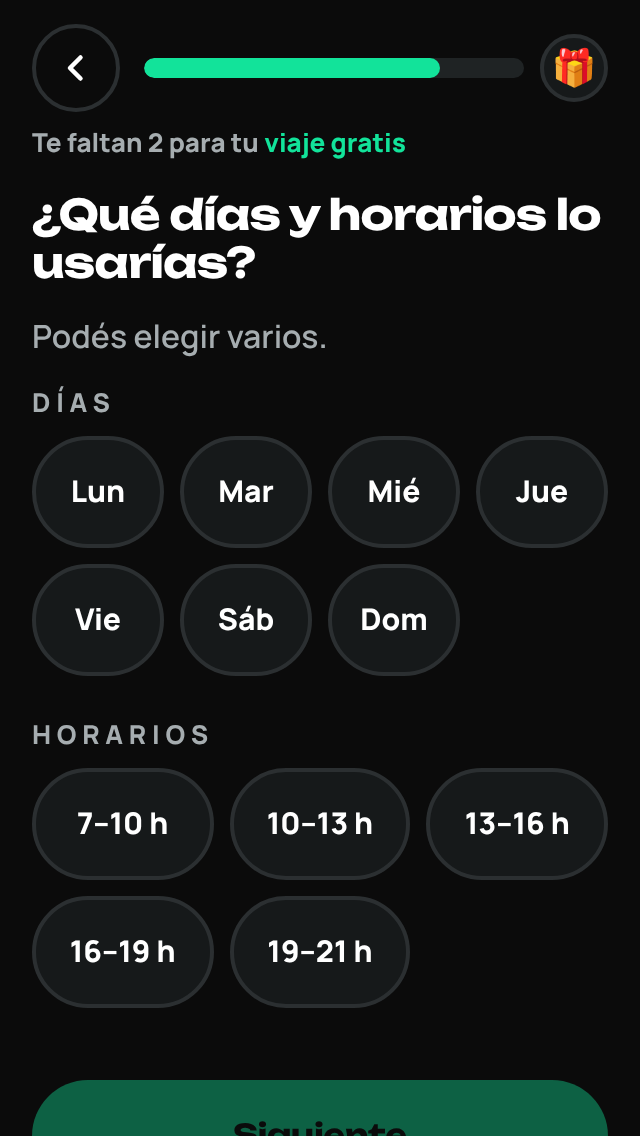 Te faltan 2 para tu viaje gratis
¿Qué días y horarios lo
usarías?
Podés elegir varios.
DÍAS
Lun Mar Mié Jue
Vie Sáb Dom
HORARIOS
7–10 h 10–13 h 13–16 h
16–19 h 19–21 h
Siguiente